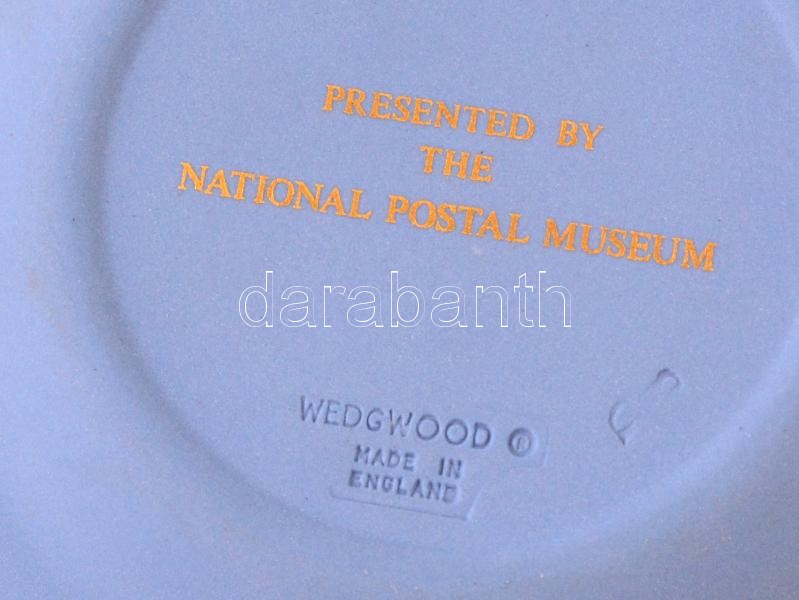 PRESENTED BY
THE
NATIONAL POSTAL MUSEUM
darabanth
WEDGWOOD ®
MADE IN
ENGLAND